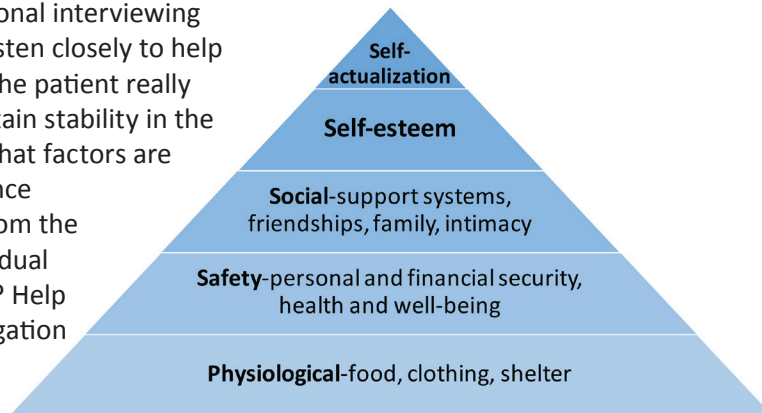 onal interviewing
sten closely to help
he patient really
tain stability in the
hat factors are
nce
om the
dual
? Help
gation
Self-
actualization
Self-esteem
Social-support systems,
friendships, family, intimacy
Safety-personal and financial security,
health and well-being
Physiological-food, clothing, shelter